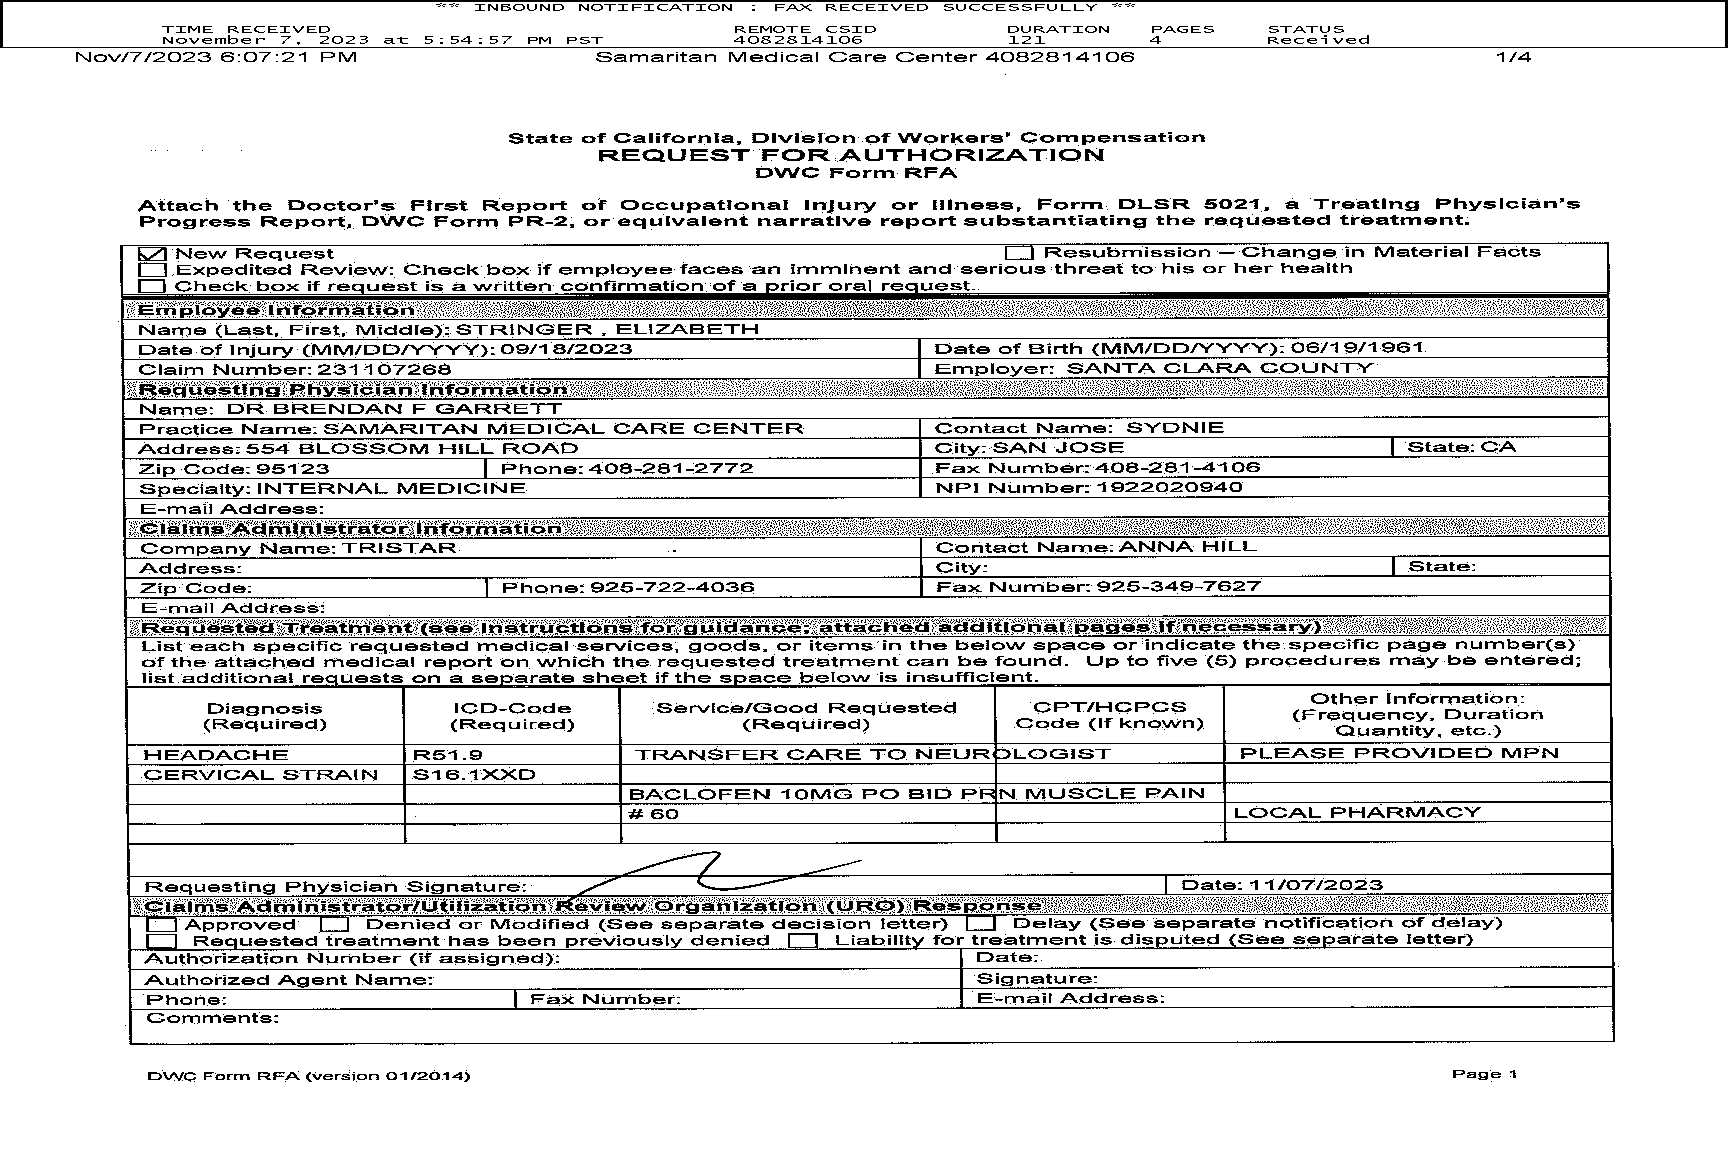 ** INBOUND NOTIFICATION : FAX RECEIVED SUCCESSFULLY **
TIME RECEIVED REMOTE CSID DURATION PAGES STATUS
November 7, 2023 at 5:54:57 PM PST 4082814106 121 4 Received
Nov/7/2023 6:07:21 PM Samaritan Medical Care Center 4082814106 1/4
State of California, Division of Workers' Compensation
REQUEST FOR AUTHORIZATION
DWC Form RFA
Attach the Doctor's First Report of Occupational Injury or Illness, Form DLSR 5021, a Treating Physician's
Progress Report, DWC Form PR-2, or equivalent narrative report substantiating the requested treatment.
New Request Resubmission – Change in Material Facts
Expedited Review: Check box if employee faces an imminent and serious threat to his or her health
Check box if request is a written confirmation of a prior oral request.
Employee Information
Name (Last, First, Middle): STRINGER , ELIZABETH
Date of Injury (MM/DD/YYYY): 09/18/2023 Date of Birth (MM/DD/YYYY): 06/19/1961
Claim Number: 231107268 Employer: SANTA CLARA COUNTY
Requesting Physician Information
Name: DR BRENDAN F GARRETT
Practice Name: SAMARITAN MEDICAL CARE CENTER Contact Name: SYDNIE
Address: 554 BLOSSOM HILL ROAD City: SAN JOSE State: CA
Zip Code: 95123 Phone: 408-281-2772 Fax Number: 408-281-4106
Specialty: INTERNAL MEDICINE NPI Number: 1922020940
E-mail Address:
Claims Administrator Information
Company Name: TRISTAR Contact Name: ANNA HILL
Address: City: State:
Zip Code: Phone: 925-722-4036 Fax Number: 925-349-7627
E-mail Address:
Requested Treatment (see instructions for guidance; attached additional pages if necessary)
List each specific requested medical services, goods, or items in the below space or indicate the specific page number(s)
of the attached medical report on which the requested treatment can be found. Up to five (5) procedures may be entered;
list additional requests on a separate sheet if the space below is insufficient.
Diagnosis (Required) ICD-Code (Required) Service/Good Requested (Required) CPT/HCPCS Code (If known) Other Information: (Frequency, Duration Quantity, etc.)
HEADACHE R51.9 TRANSFER CARE TO NEUROLOGIST PLEASE PROVIDED MPN
CERVICAL STRAIN S16.1XXD
BACLOFEN 10MG PO BID PRN MUSCLE PAIN
# 60 LOCAL PHARMACY
Requesting Physician Signature: Date: 11/07/2023
Claims Administrator/Utilization Review Organization (URO) Response
Approved Denied or Modified (See separate decision letter) Delay (See separate notification of delay)
Requested treatment has been previously denied Liability for treatment is disputed (See separate letter)
Authorization Number (if assigned): Date:
Authorized Agent Name: Signature:
Phone: Fax Number: E-mail Address:
Comments:
DWC Form RFA (version 01/2014) Page 1